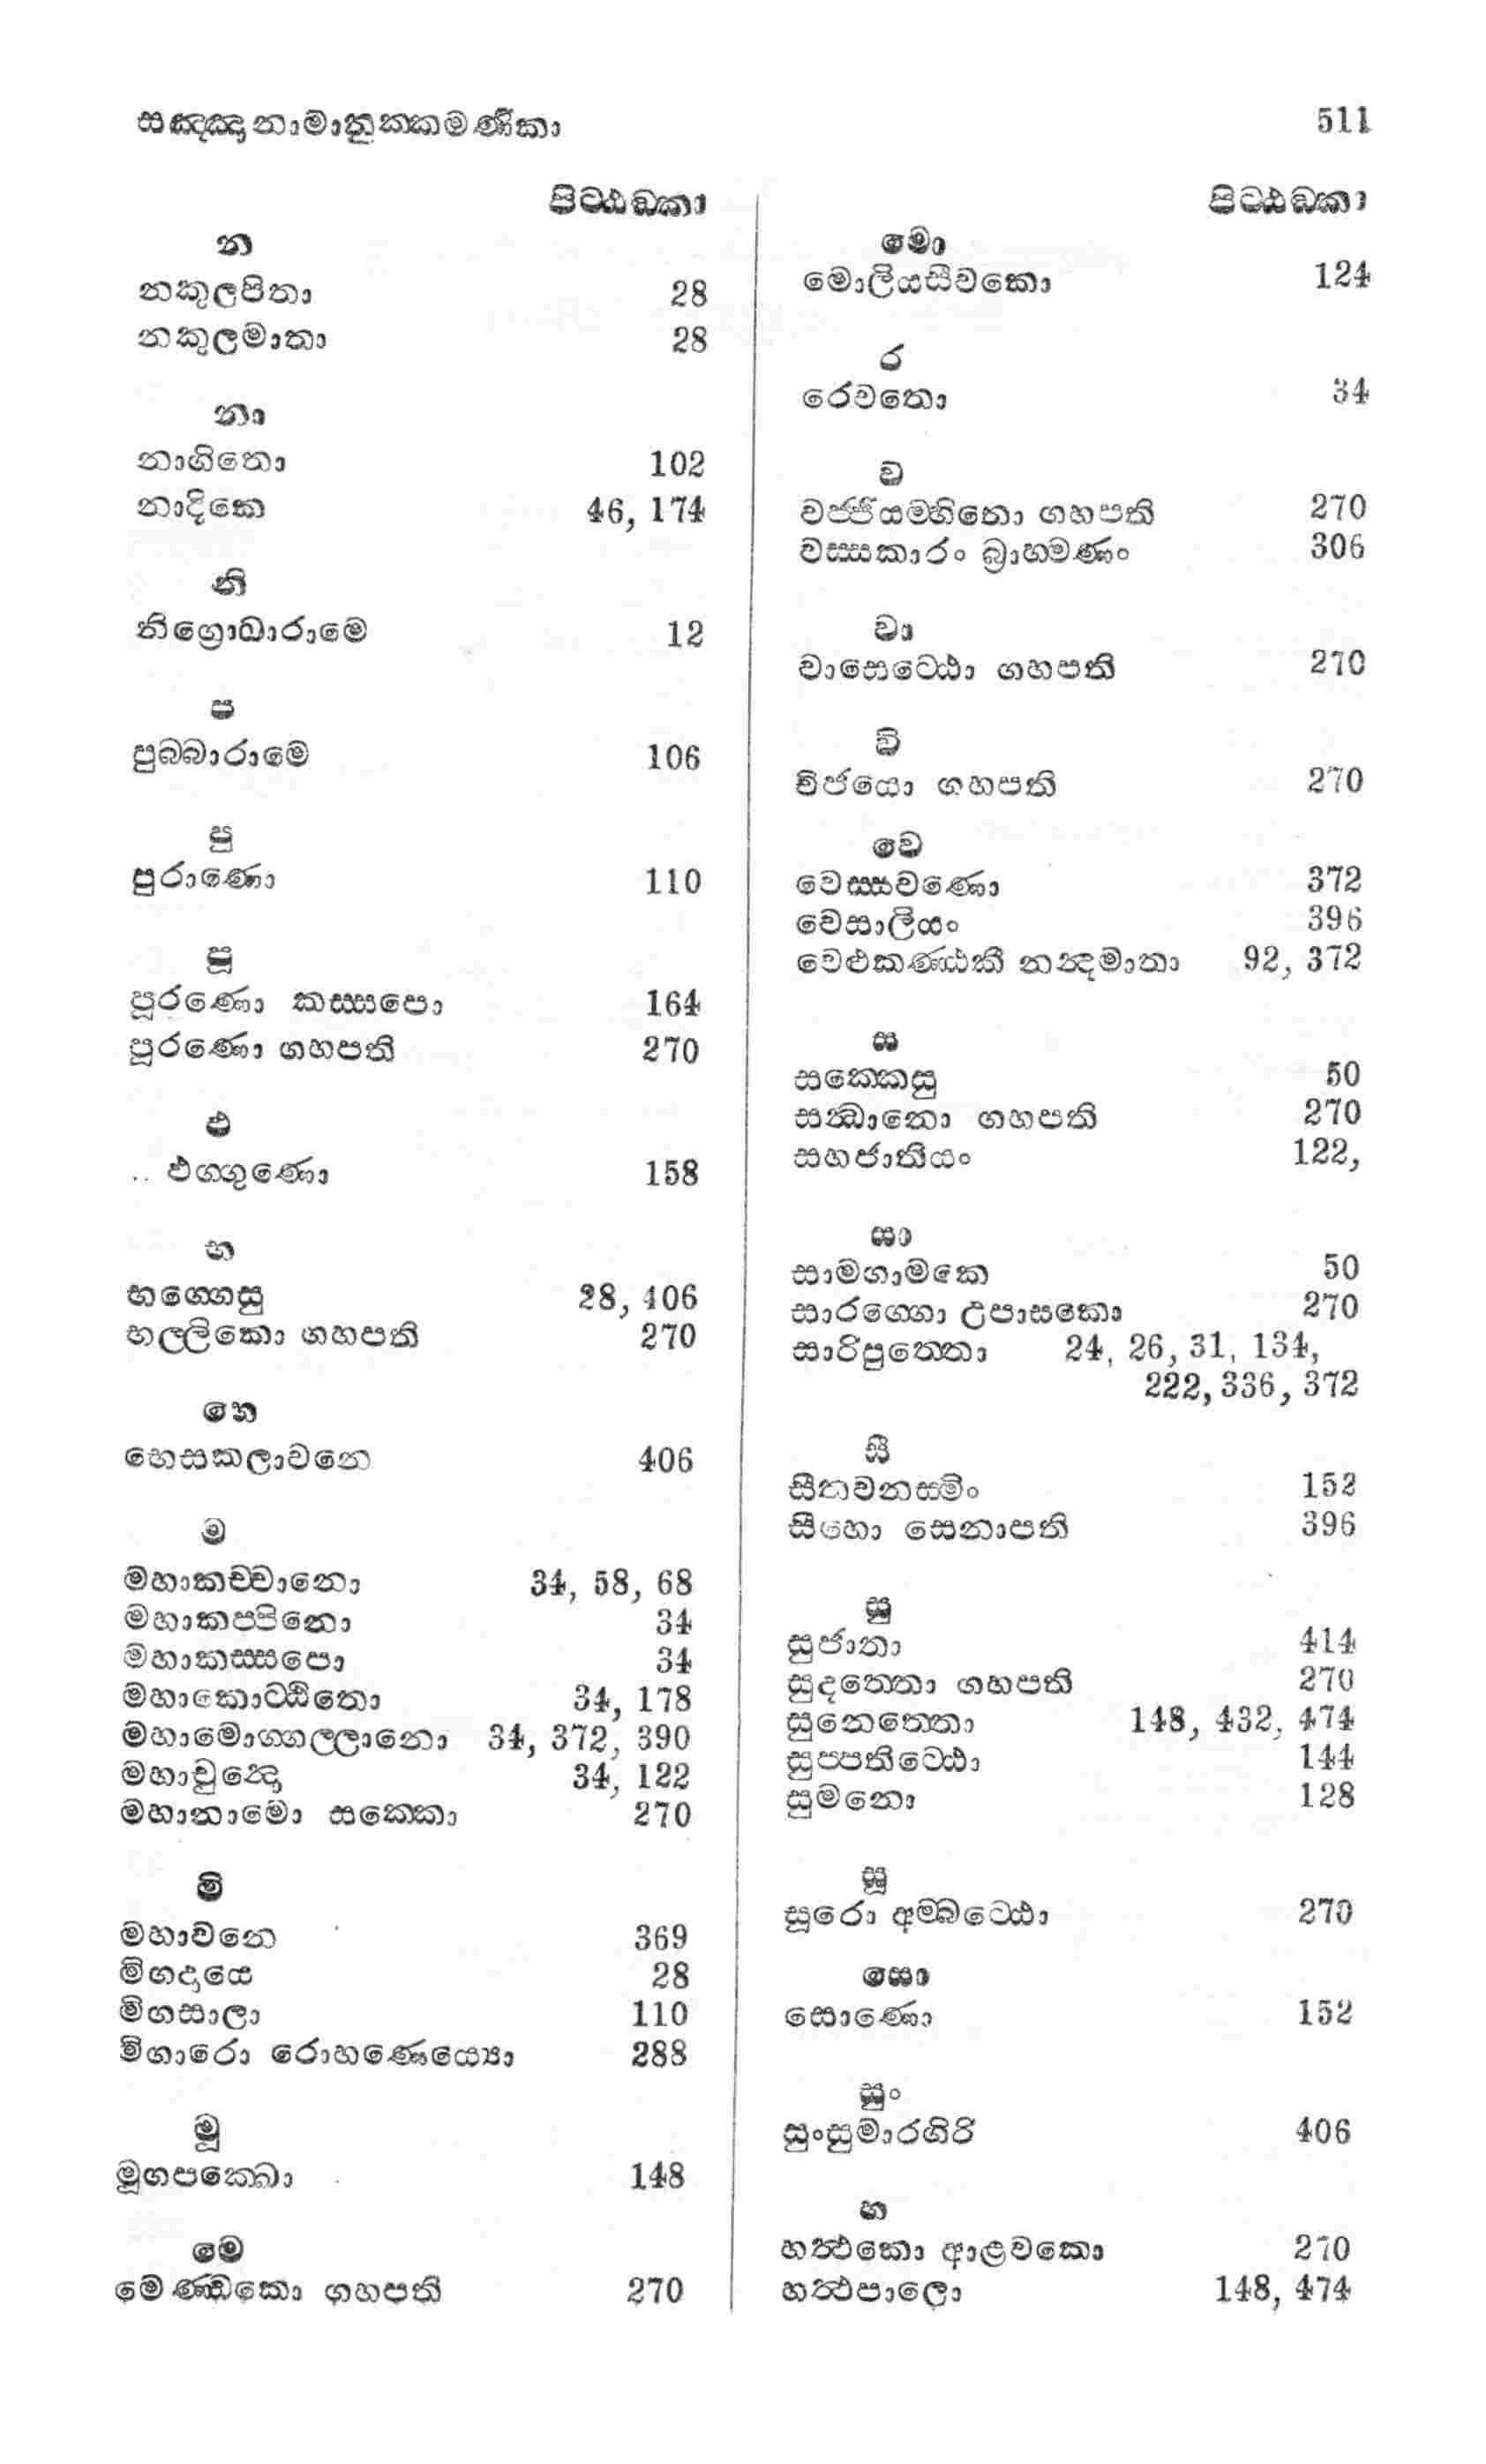 සඤ්ඤානාමානුක්කමණිකා 511
පිට්ඨඞ්කා
න
නකුලපිතා 28
නකුලමාතා 28
නා
නාගිතො 102
නාදිකෙ 46, 174
නි
නිග්‍රොධාරාමෙ 12
ප
පුබ්බාරාමෙ 106
පු
පුරාණො 110
පූ
පූරණො කස්සපො 164
පූරණො ගහපති 270
ඵ
.. ඵග්ගුණො 158
භ
භග්ගෙසු 28, 406
භල්ලිකො ගහපති 270
භෙ
භෙසකලාවනෙ 406
ම
මහාකච්චානො 34, 58, 68
මහාකප්පිනො 34
මහාකස්සපො 34
මහාකොට්ඨිතො 34, 178
මහාමොග්ගල්ලානො 34, 372, 390
මහාචුන්දො 34, 122
මහානාමො සක්කො 270
මි
මහාවනෙ 369
මිගදායෙ 28
මිගසාලා 110
මිගාරො රොහණෙය්‍යො 288
මූ
මූගපක්ඛො 148
මෙ
මෙණ්ඩකො ගහපති 270
පිට්ඨඞ්කා
මො
මොලියසීවකො 124
ර
රෙවතො 34
ව
වජ්ජියමහිතො ගහපති 270
වස්සකාරං බ්‍රාහ්මණං 306
වා
වාසෙට්ඨො ගහපති 270
වි
විජයො ගහපති 270
වෙ
වෙස්සවණො 372
වෙසාලියං 396
වෙළුකණ්ඨකී නන්දමාතා 92, 372
ස
සක්කෙසු 50
සන්ධානො ගහපති 270
සහජාතියං 122,
සා
සාමගාමකෙ 50
සාරග්ගො උපාසකො 270
සාරිපුත්තො 24, 26, 31, 134,
222, 336, 372
සී
සීතවනස්මිං 152
සීහො සෙනාපති 396
සු
සුජාතා 414
සුදත්තො ගහපති 270
සුනෙත්තො 148, 432, 474
සුප්පතිට්ඨො 144
සුමනො 128
සූ
සූරො අම්බට්ඨො 270
සො
සොණො 152
සුං
සුංසුමාරගිරි 406
හ
හත්ථකො ආළවකො 270
හත්ථපාලො 148, 474